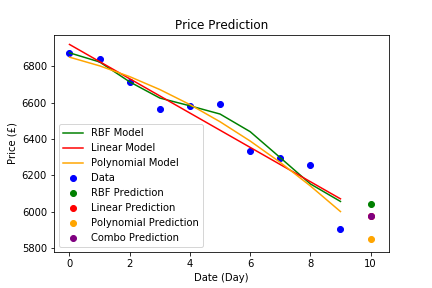 Price Prediction
Price (£)
6800
6600
6400
6200
6000
5800
RBF Model
Linear Model
Polynomial Model
Data
RBF Prediction
Linear Prediction
Polynomial Prediction
Combo Prediction
0 2 4 6 8 10
Date (Day)